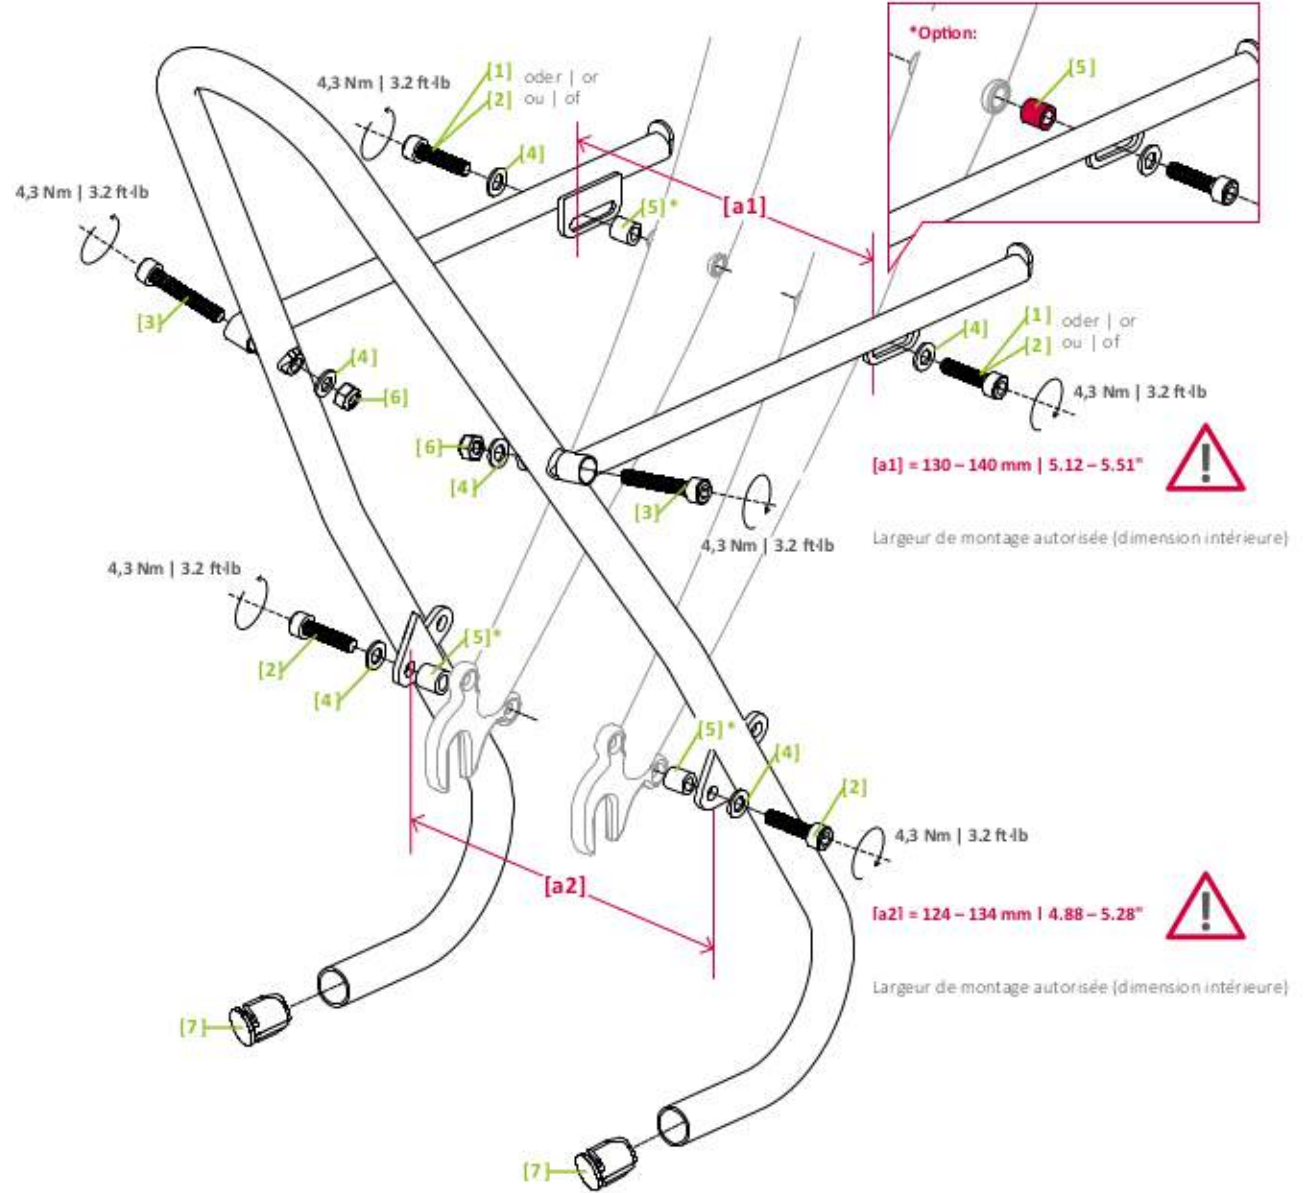 *Option:
[5]
4,3 Nm | 3.2 ft-lb
[1] oder | or
[2] ou | of
[4]
[5]*
[a1]
4,3 Nm | 3.2 ft-lb
[3]
[4]
[6]
[1] oder | or
[2] ou | of
[4]
4,3 Nm | 3.2 ft-lb
[6]
[4]
[3]
4,3 Nm | 3.2 ft-lb
[a1] = 130 – 140 mm | 5.12 – 5.51"
Largeur de montage autorisée (dimension intérieure)
4,3 Nm | 3.2 ft-lb
[2]
[4]
[5]*
[5]*
[4]
[2]
4,3 Nm | 3.2 ft-lb
[a2]
[a2] = 124 – 134 mm | 4.88 – 5.28"
Largeur de montage autorisée (dimension intérieure)
[7]
[7]